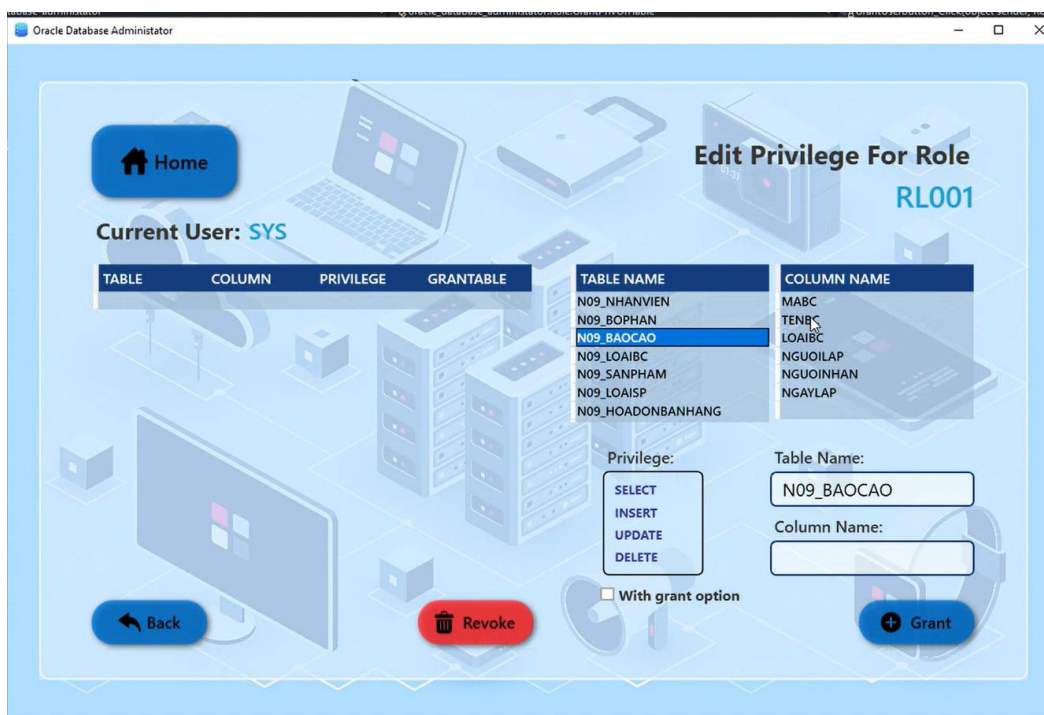 Oracle Database Administator
Home
Edit Privilege For Role
RL001
Current User: SYS
TABLE COLUMN PRIVILEGE GRANTABLE
TABLE NAME
N09_NHANVIEN
N09_BOPHAN
N09_BAOCAO
N09_LOAIBC
N09_SANPHAM
N09_LOAISP
N09_HOADONBANHANG
COLUMN NAME
MABC
TENBC
LOAIBC
NGUOILAP
NGUOINHAN
NGAYLAP
Privilege:
SELECT
INSERT
UPDATE
DELETE
With grant option
Table Name:
N09_BAOCAO
Column Name:
Back
Revoke
Grant